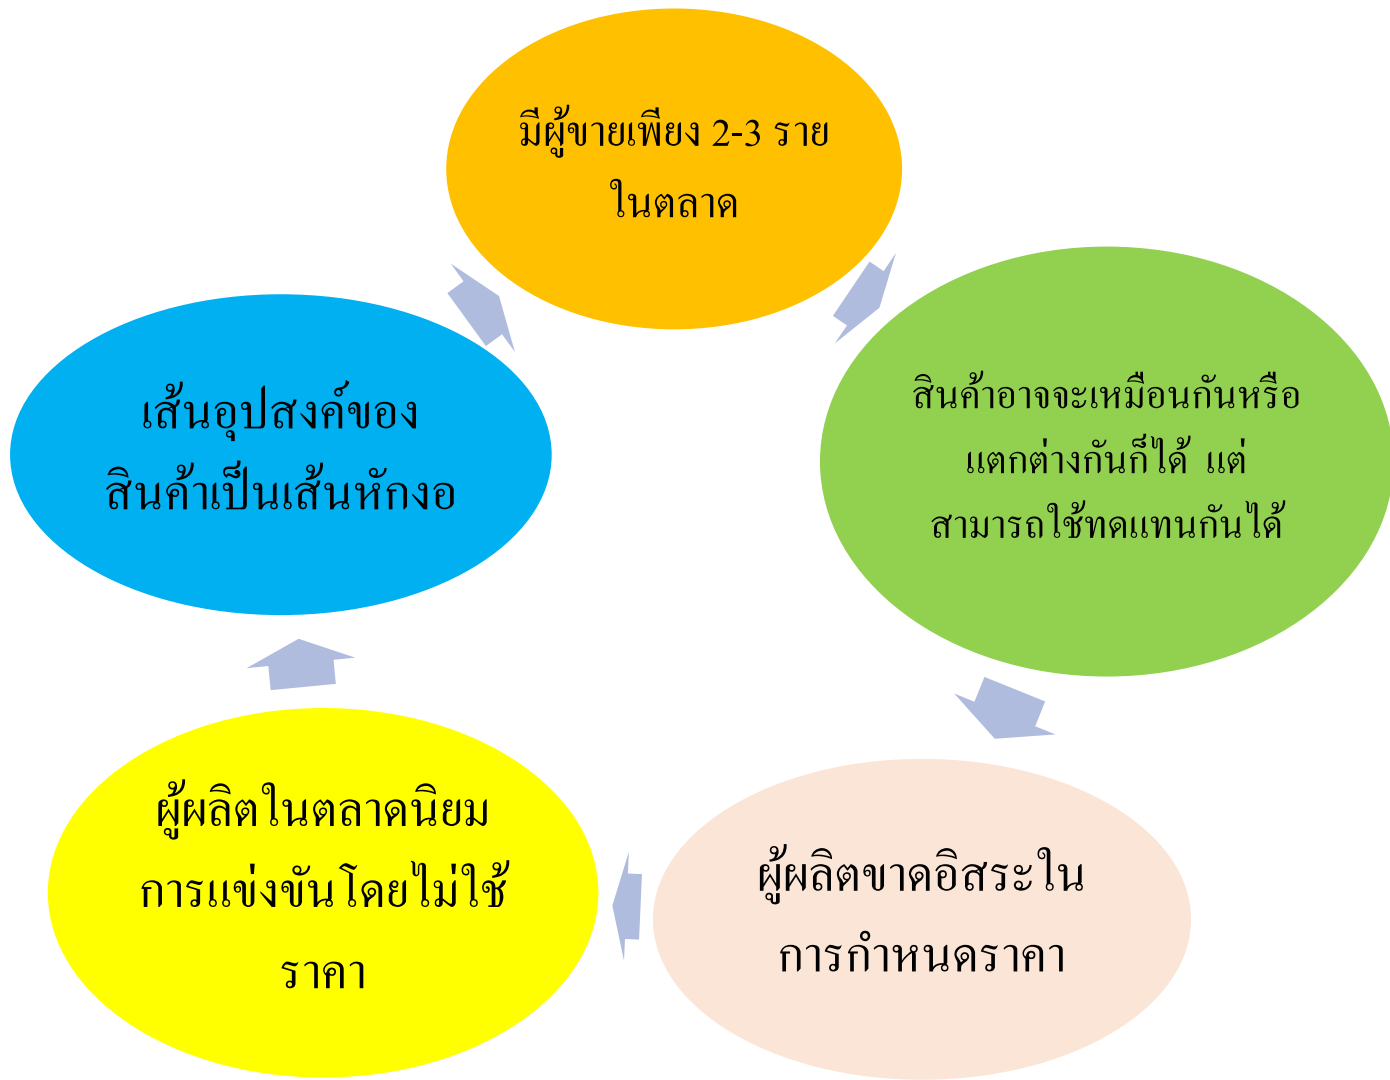 มีผู้ขายเพียง 2-3 ราย
ในตลาด
สินค้าอาจจะเหมือนกันหรือ
แตกต่างกันก็ได้ แต่
สามารถใช้ทดแทนกันได้
ผู้ผลิตขาดอิสระใน
การกำหนดราคา
ผู้ผลิตในตลาดนิยม
การแข่งขันโดยไม่ใช้
ราคา
เส้นอุปสงค์ของ
สินค้าเป็นเส้นหักงอ